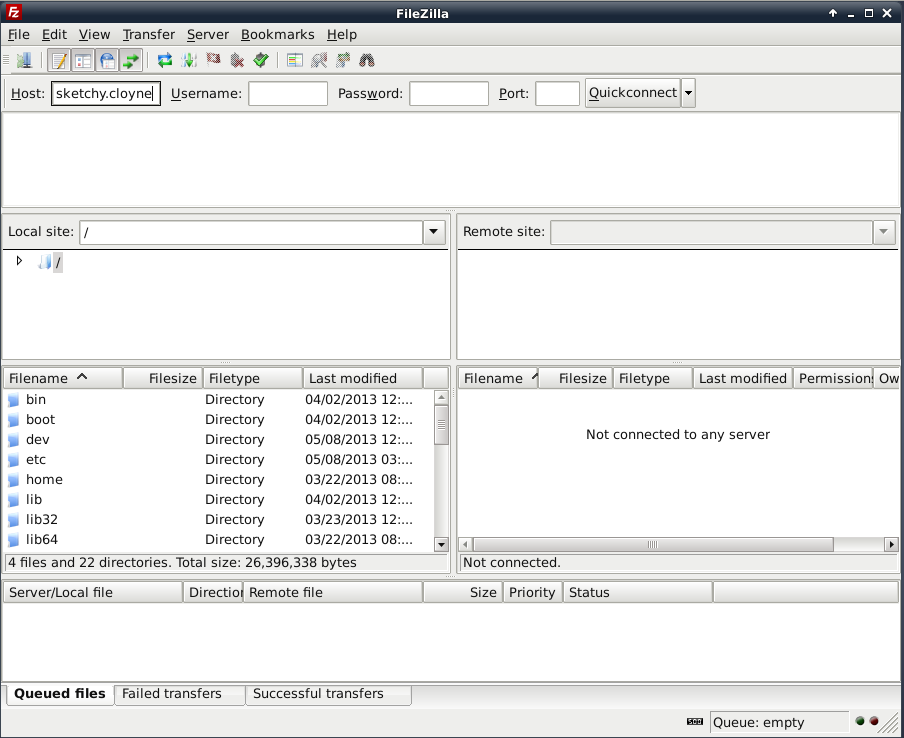 FileZilla
File Edit View Transfer Server Bookmarks Help
Host: sketchy.cloyne Username: Password: Port: Quickconnect
Local site: / Remote site:
/
Filename Filesize Filetype Last modified Filename Filesize Filetype Last modified Permissions Ow
bin Directory 04/02/2013 12:...
boot Directory 04/02/2013 12:...
dev Directory 05/08/2013 12:...
Not connected to any server
etc Directory 05/08/2013 03:...
home Directory 03/22/2013 08:...
lib Directory 04/02/2013 12:...
lib32 Directory 03/23/2013 12:...
lib64 Directory 03/22/2013 08:...
4 files and 22 directories. Total size: 26,396,338 bytes Not connected.
Server/Local file Direction Remote file Size Priority Status
Queued files Failed transfers Successful transfers
Queue: empty